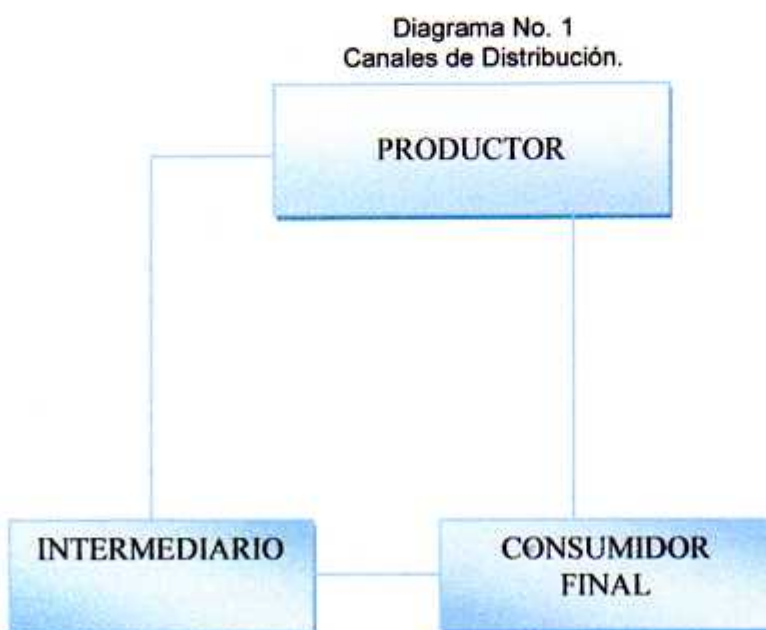 Diagrama No. 1
Canales de Distribución.
PRODUCTOR
INTERMEDIARIO
CONSUMIDOR
FINAL